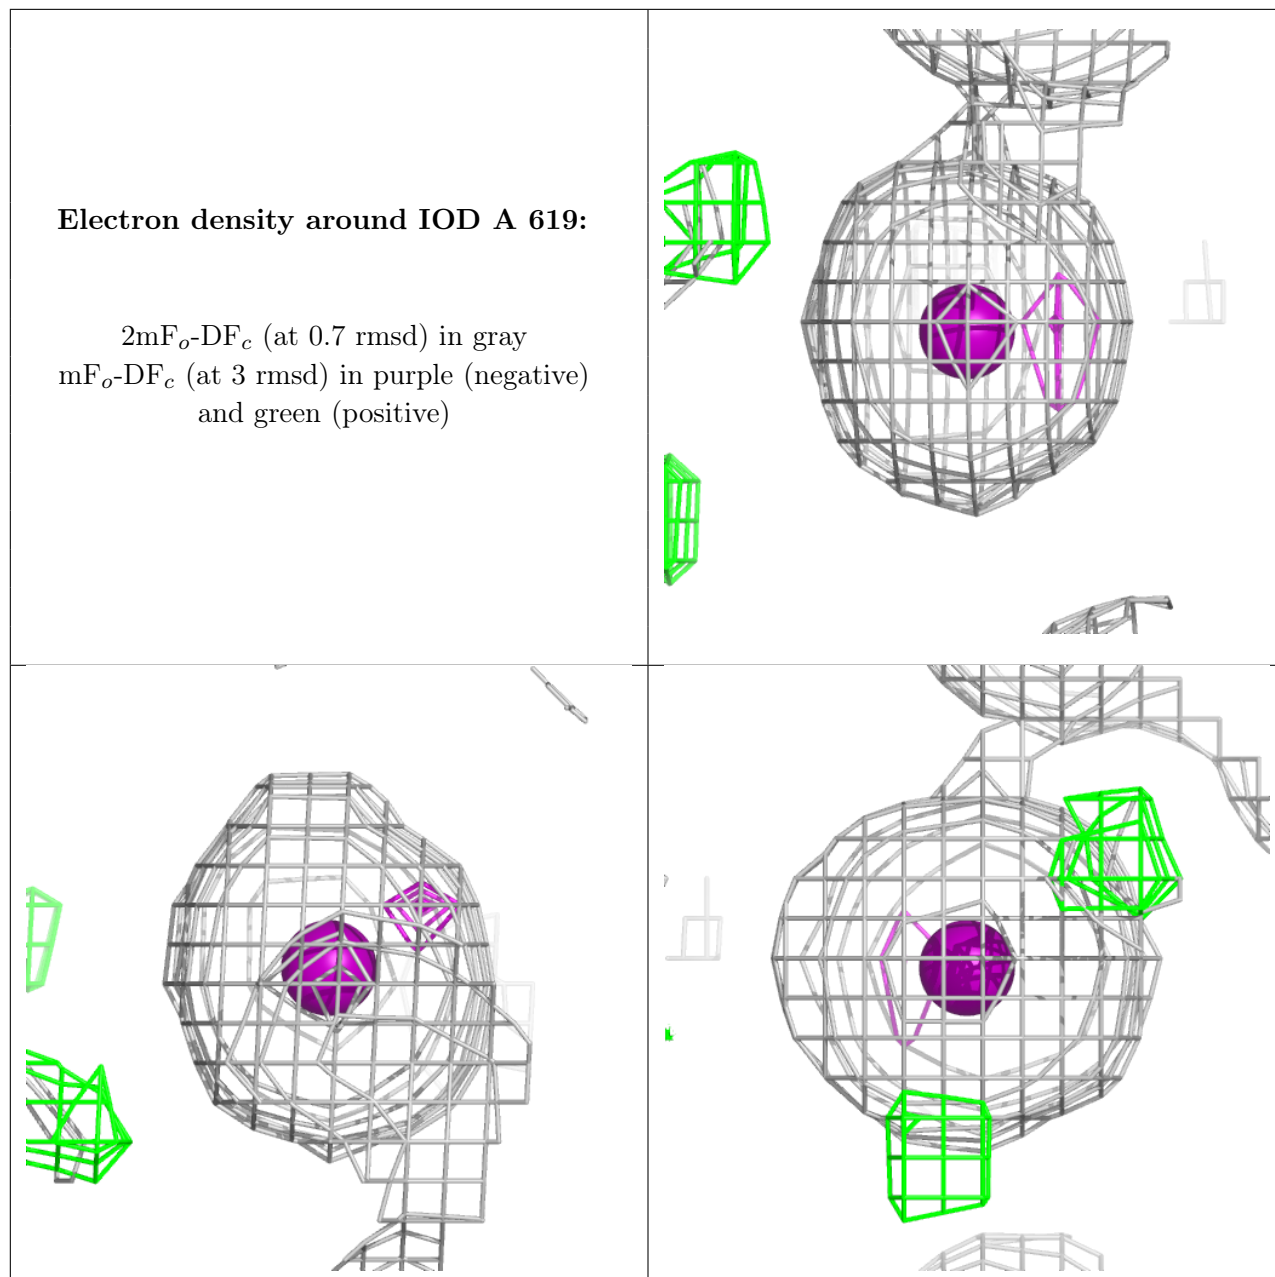 Electron density around IOD A 619:
2mFo-DFc (at 0.7 rmsd) in gray
mFo-DFc (at 3 rmsd) in purple (negative)
and green (positive)